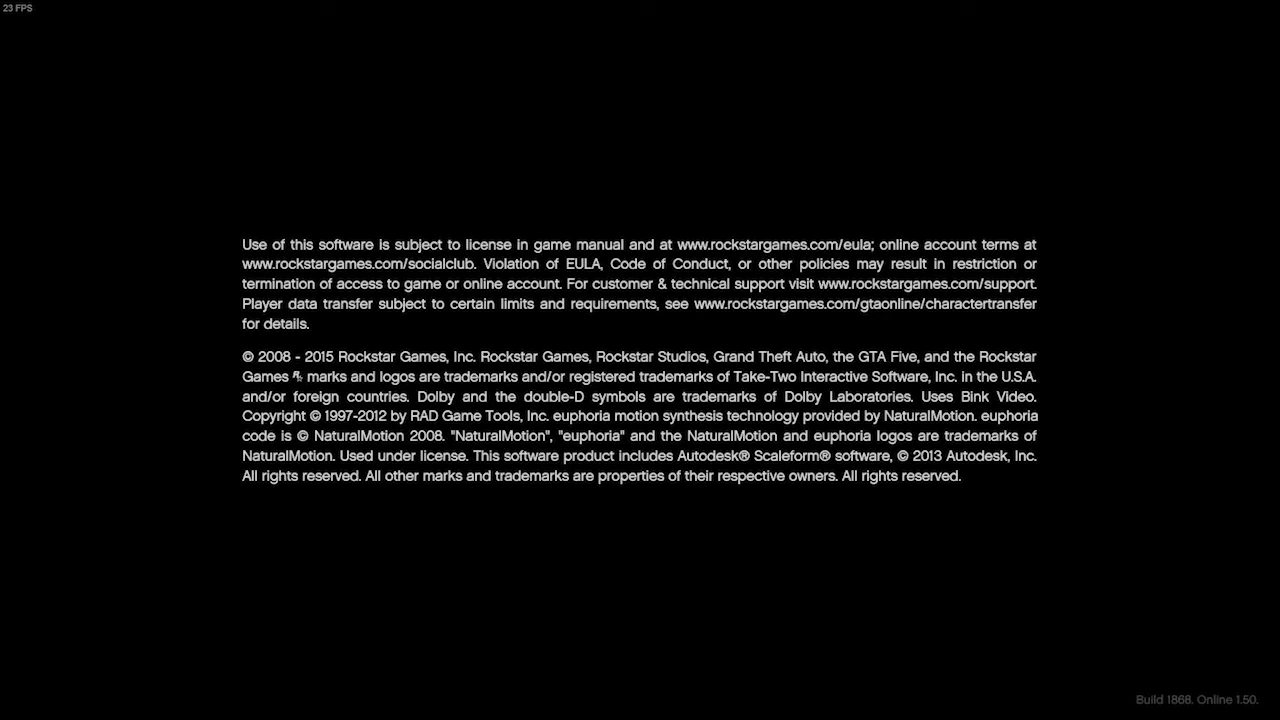 23 FPS
Use of this software is subject to license in game manual and at www.rockstargames.com/eula; online account terms at
www.rockstargames.com/socialclub. Violation of EULA, Code of Conduct, or other policies may result in restriction or
termination of access to game or online account. For customer & technical support visit www.rockstargames.com/support.
Player data transfer subject to certain limits and requirements, see www.rockstargames.com/gtaonline/charactertransfer
for details.
© 2008 - 2015 Rockstar Games, Inc. Rockstar Games, Rockstar Studios, Grand Theft Auto, the GTA Five, and the Rockstar
Games R* marks and logos are trademarks and/or registered trademarks of Take-Two Interactive Software, Inc. in the U.S.A.
and/or foreign countries. Dolby and the double-D symbols are trademarks of Dolby Laboratories. Uses Bink Video.
Copyright © 1997-2012 by RAD Game Tools, Inc. euphoria motion synthesis technology provided by NaturalMotion. euphoria
code is © NaturalMotion 2008. "NaturalMotion", "euphoria" and the NaturalMotion and euphoria logos are trademarks of
NaturalMotion. Used under license. This software product includes Autodesk® Scaleform® software, © 2013 Autodesk, Inc.
All rights reserved. All other marks and trademarks are properties of their respective owners. All rights reserved.
Build 1868. Online 1.50.